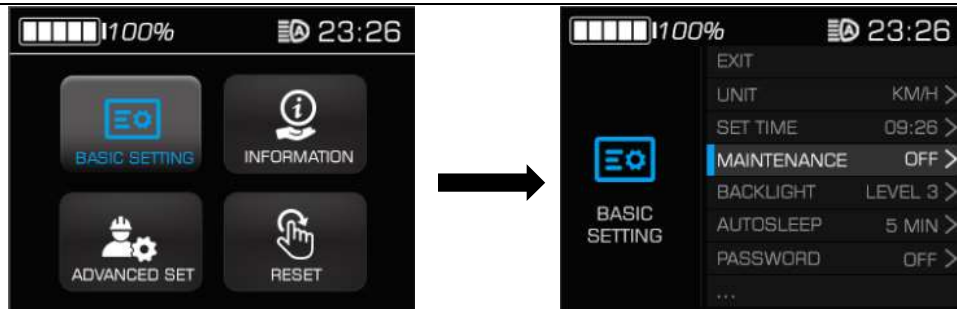 100% A 23:26
BASIC SETTING
INFORMATION
ADVANCED SET
RESET
100% A 23:26
BASIC
SETTING
EXIT
UNIT KM/H >
SET TIME 09:26 >
MAINTENANCE OFF >
BACKLIGHT LEVEL 3 >
AUTOSLEEP 5 MIN >
PASSWORD OFF >
...